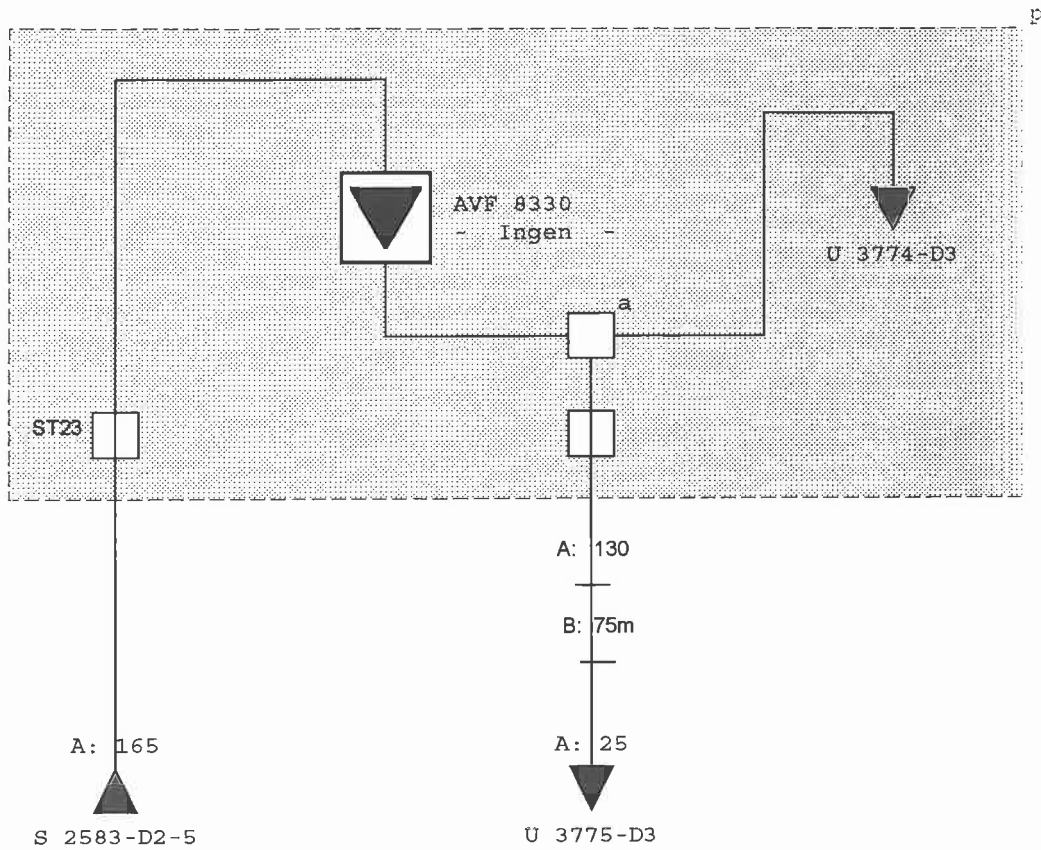 p
AVF 8330
- Ingen -
U 3774-D3
a
ST23
A: 130
B: 75m
A: 165
A: 25
S 2583-D2-5
U 3775-D3